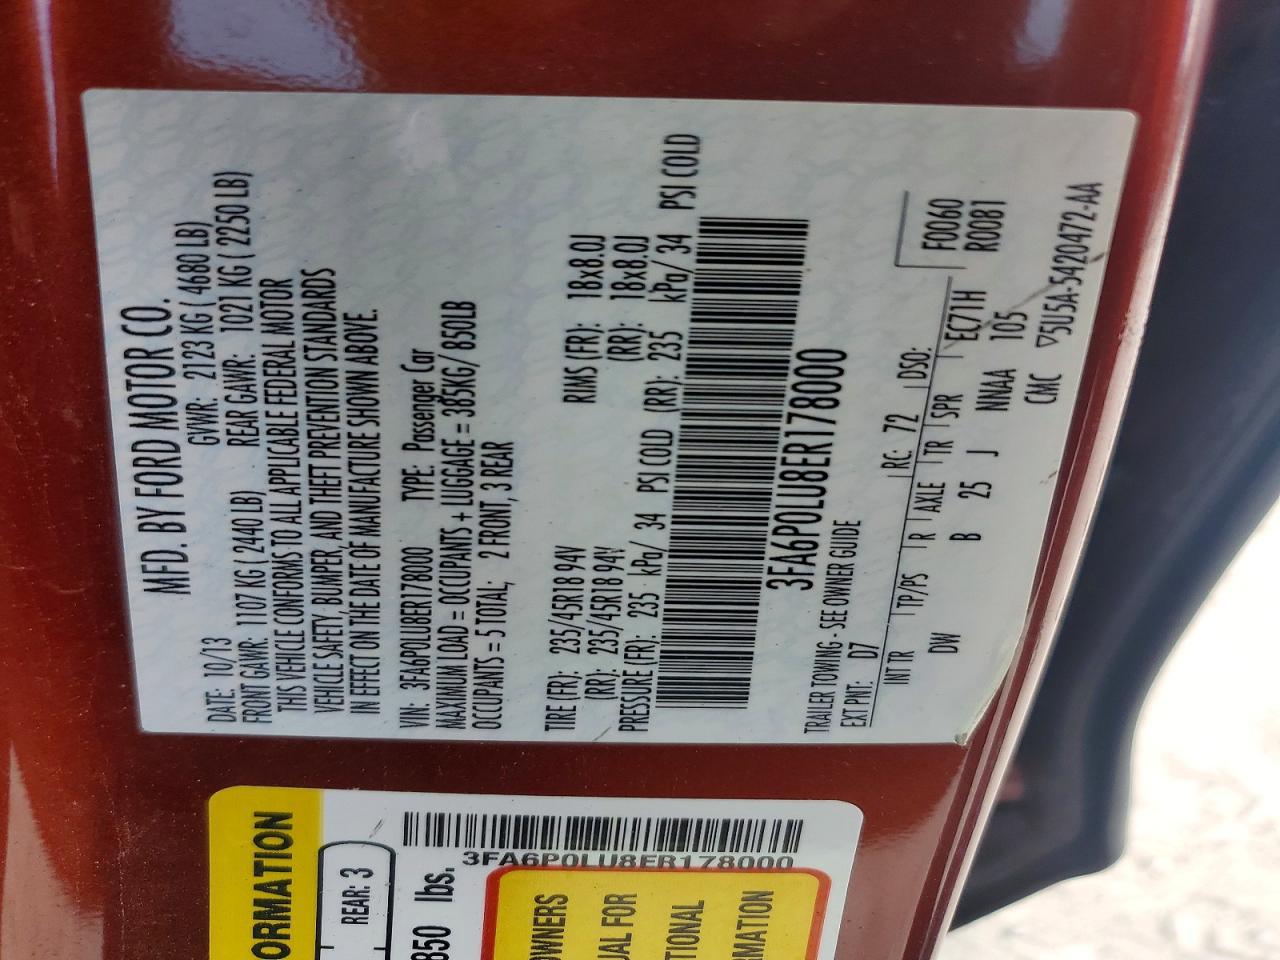 MFD. BY FORD MOTOR CO.
DATE: 10/13 GVWR: 2123 KG ( 4680 LB)
FRONT GAWR: 1107 KG ( 2440 LB) REAR GAWR: 1021 KG ( 2250 LB)
THIS VEHICLE CONFORMS TO ALL APPLICABLE FEDERAL MOTOR
VEHICLE SAFETY, BUMPER, AND THEFT PREVENTION STANDARDS
IN EFFECT ON THE DATE OF MANUFACTURE SHOWN ABOVE.
VIN: 3FA6P0LU8ER178000 TYPE: Passenger Car
MAXIMUM LOAD = OCCUPANTS + LUGGAGE = 385KG/ 850LB
OCCUPANTS = 5 TOTAL; 2 FRONT, 3 REAR
TIRE (FR): 235/45R18 94V RIMS (FR): 18x8.0J
(RR): 235/45R18 94V (RR): 18x8.0J
PRESSURE (FR): 235 kPa/ 34 PSI COLD (RR): 235 kPa/ 34 PSI COLD
3FA6P0LU8ER178000
TRAILER TOWING - SEE OWNER GUIDE
EXT PNT: D7 RC: 72 DSO: F0060
R0081
INT TR TP/PS R AXLE TR SPR EC71H
DW B 25 J NNAA 105
CMC ▽5U5A-5420472-AA
ORMATION
REAR: 3
850 lbs.
3FA6P0LU8ER178000
OWNERS
UAL FOR
TIONAL
RMATION